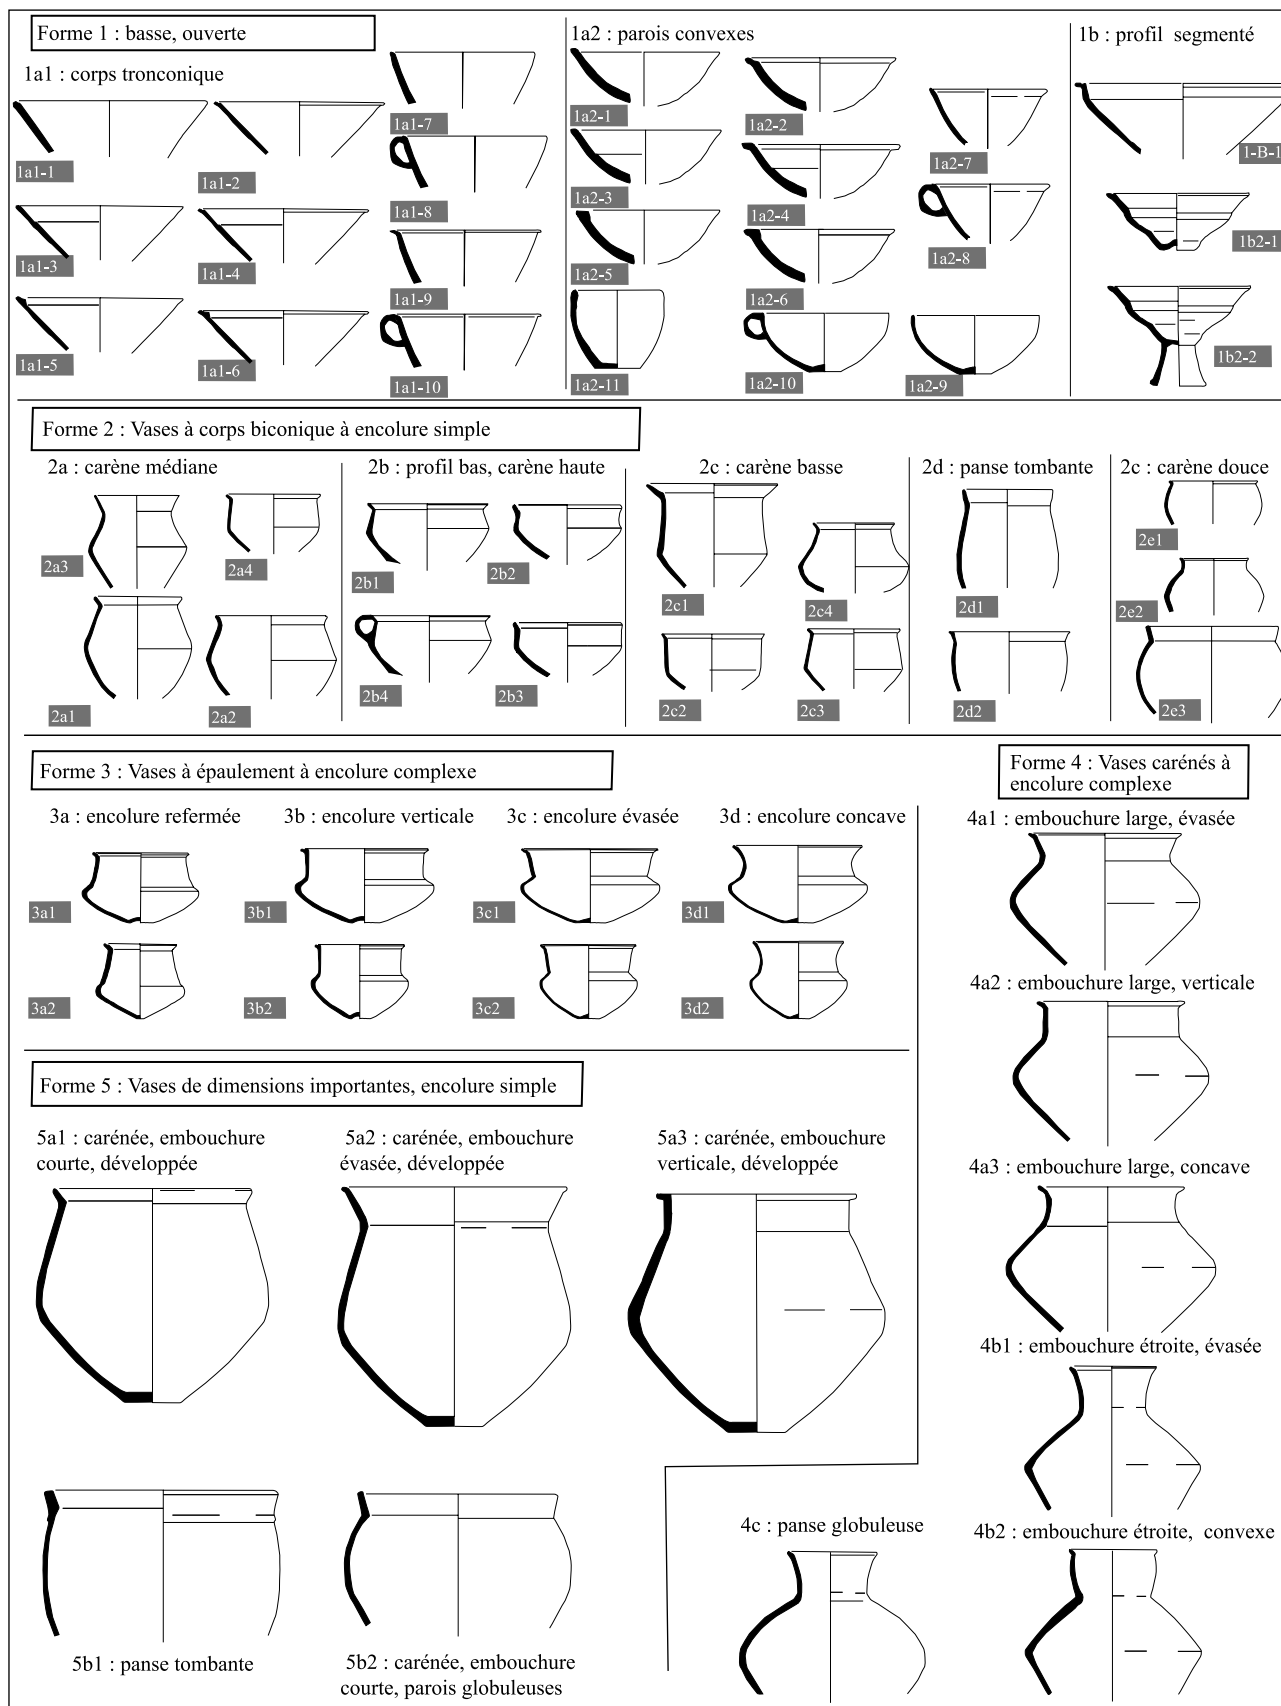 Forme 1 : basse, ouverte
1a1 : corps tronconique
1a1-1
1a1-2
1a1-3
1a1-4
1a1-5
1a1-6
1a1-7
1a1-8
1a1-9
1a1-10
1a2 : parois convexes
1a2-1
1a2-2
1a2-3
1a2-4
1a2-5
1a2-6
1a2-7
1a2-8
1a2-11
1a2-10
1a2-9
1b : profil segmenté
1-B-1
1b2-1
1b2-2
Forme 2 : Vases à corps biconique à encolure simple
2a : carène médiane
2a3
2a4
2a1
2a2
2b : profil bas, carène haute
2b1
2b2
2b4
2b3
2c : carène basse
2c1
2c4
2c2
2c3
2d : panse tombante
2d1
2d2
2c : carène douce
2e1
2e2
2e3
Forme 3 : Vases à épaulement à encolure complexe
3a : encolure refermée
3b : encolure verticale
3c : encolure évasée
3d : encolure concave
3a1
3b1
3c1
3d1
3a2
3b2
3c2
3d2
Forme 4 : Vases carénés à
encolure complexe
4a1 : embouchure large, évasée
4a2 : embouchure large, verticale
4a3 : embouchure large, concave
4b1 : embouchure étroite, évasée
4b2 : embouchure étroite, convexe
4c : panse globuleuse
Forme 5 : Vases de dimensions importantes, encolure simple
5a1 : carénée, embouchure
courte, développée
5a2 : carénée, embouchure
évasée, développée
5a3 : carénée, embouchure
verticale, développée
5b1 : panse tombante
5b2 : carénée, embouchure
courte, parois globuleuses